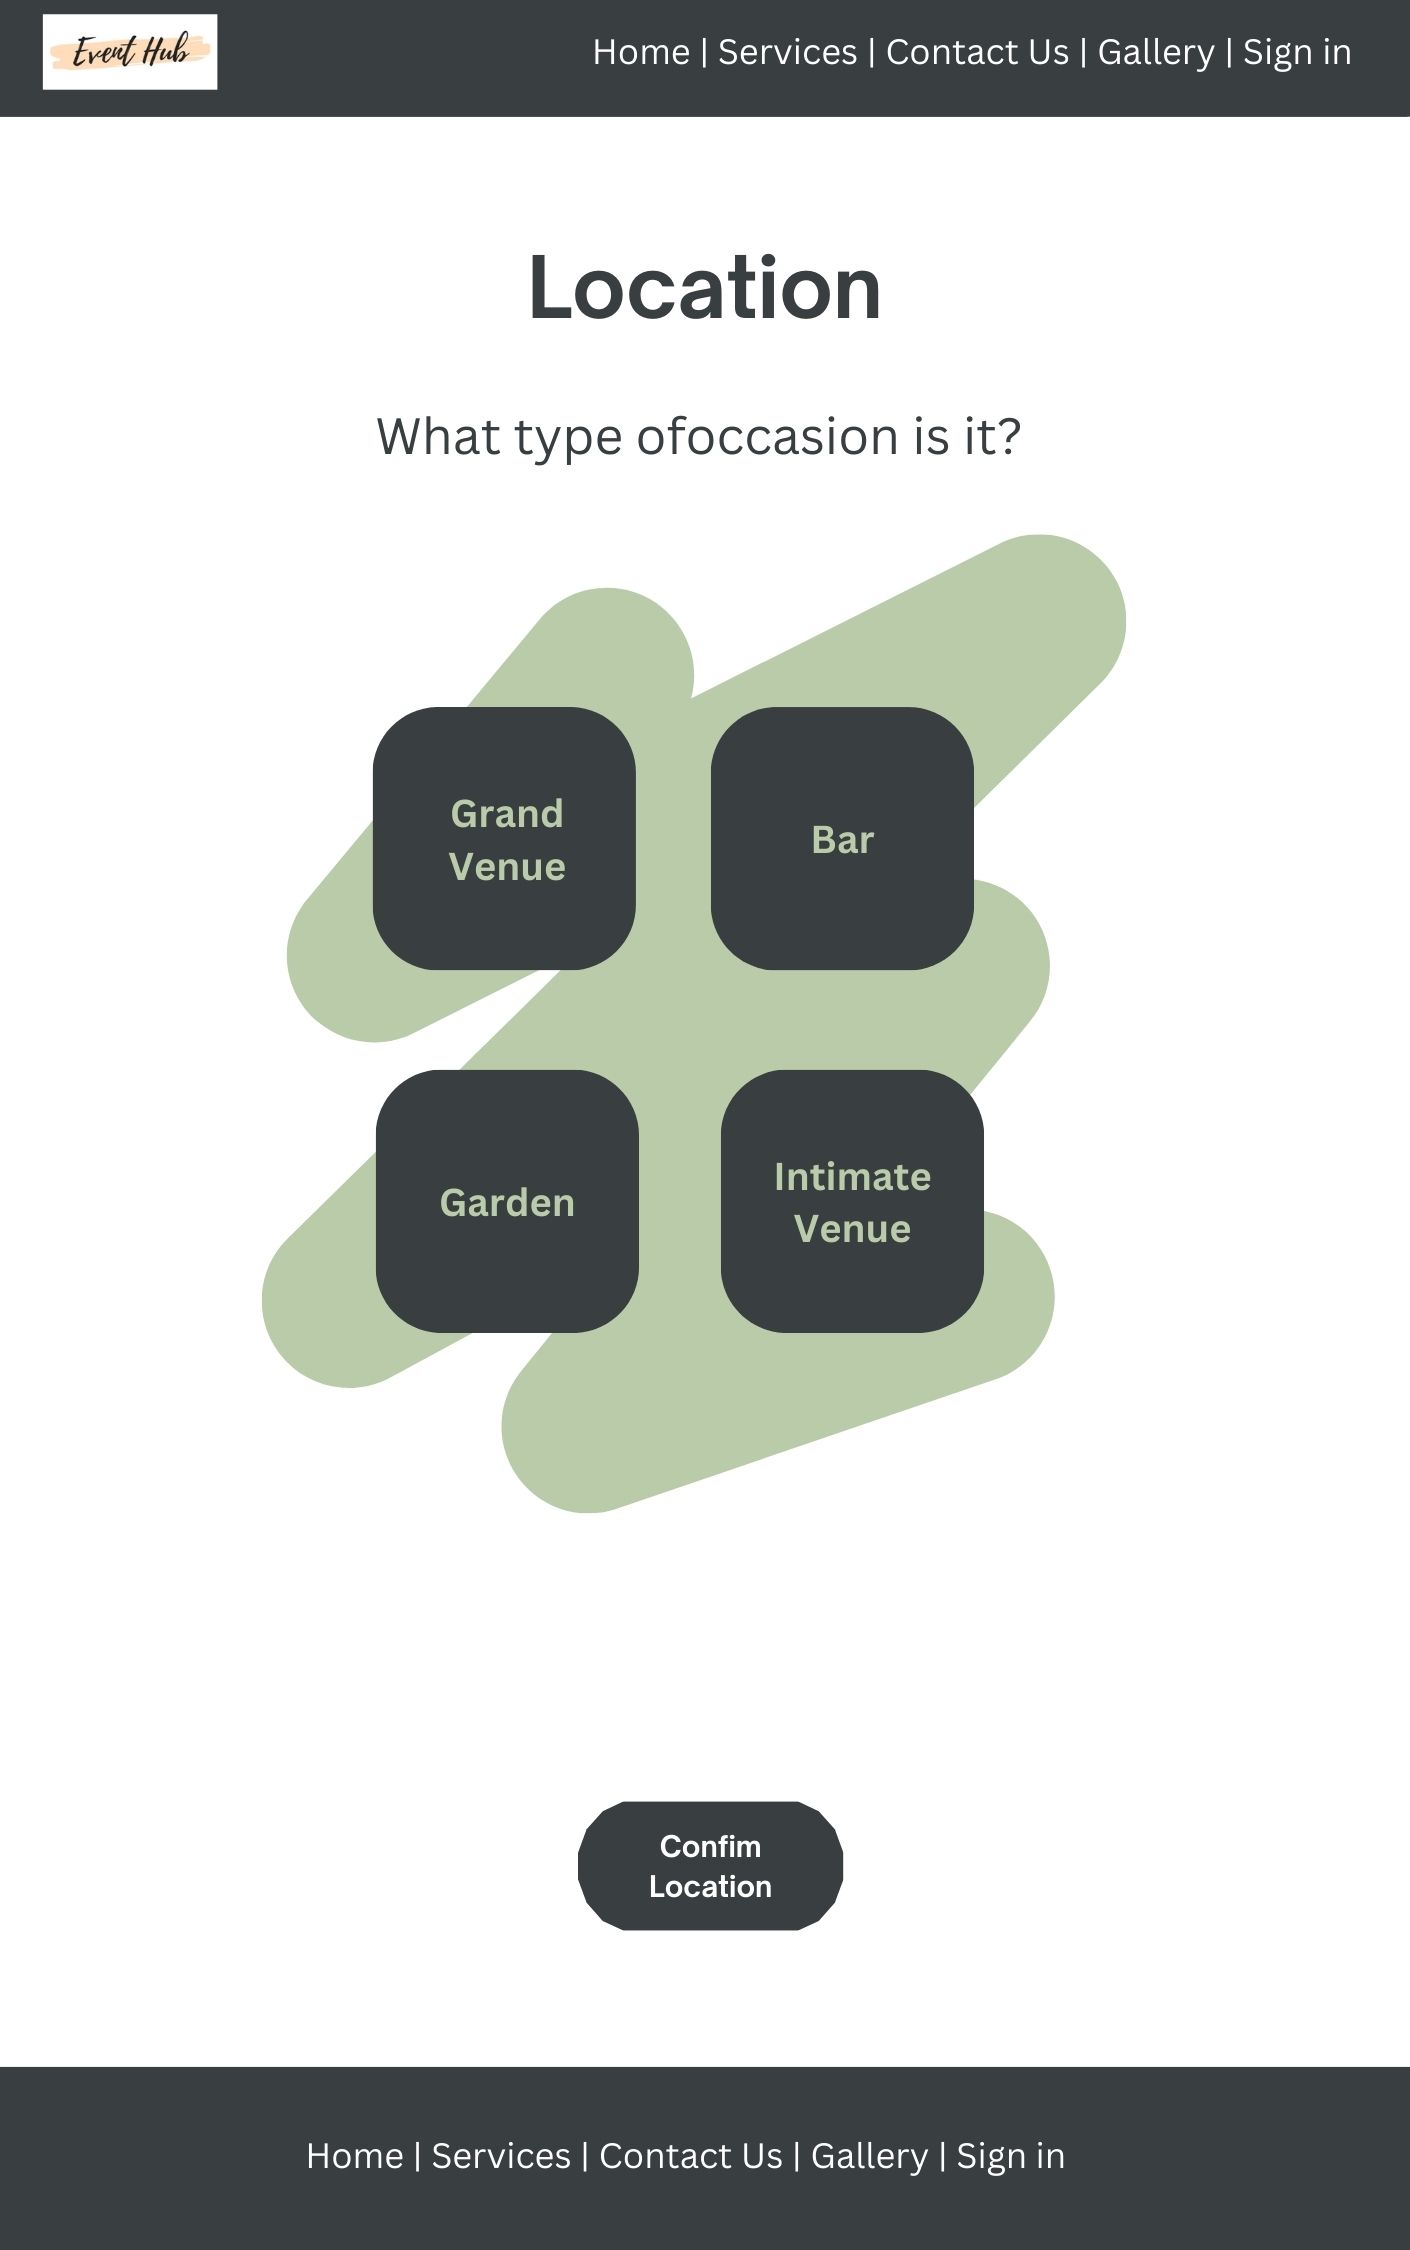 Event Hub
Home | Services | Contact Us | Gallery | Sign in
Location
What type ofoccasion is it?
Grand
Venue
Bar
Garden
Intimate
Venue
Confim
Location
Home | Services | Contact Us | Gallery | Sign in